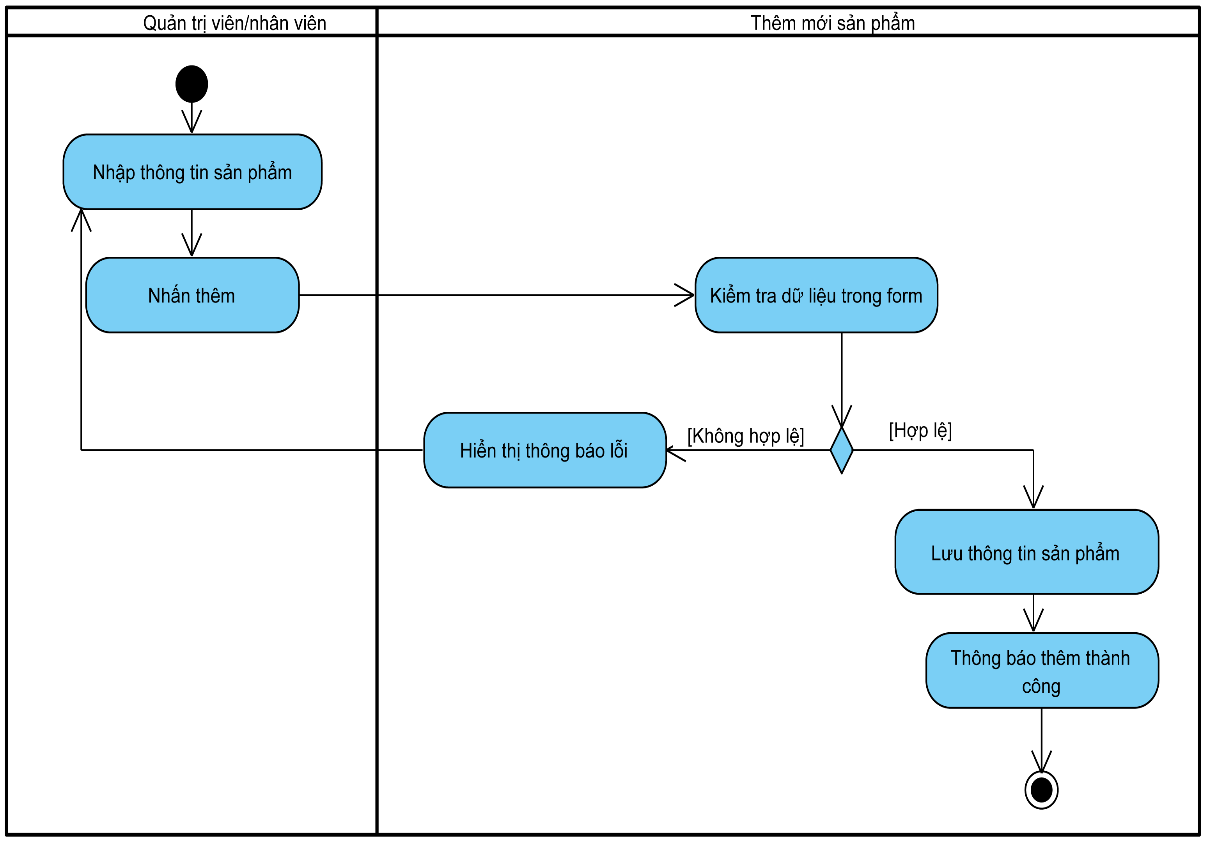 Quản trị viên/nhân viên
Thêm mới sản phẩm
Nhập thông tin sản phẩm
Nhấn thêm
Kiểm tra dữ liệu trong form
[Không hợp lệ]
[Hợp lệ]
Hiển thị thông báo lỗi
Lưu thông tin sản phẩm
Thông báo thêm thành
công